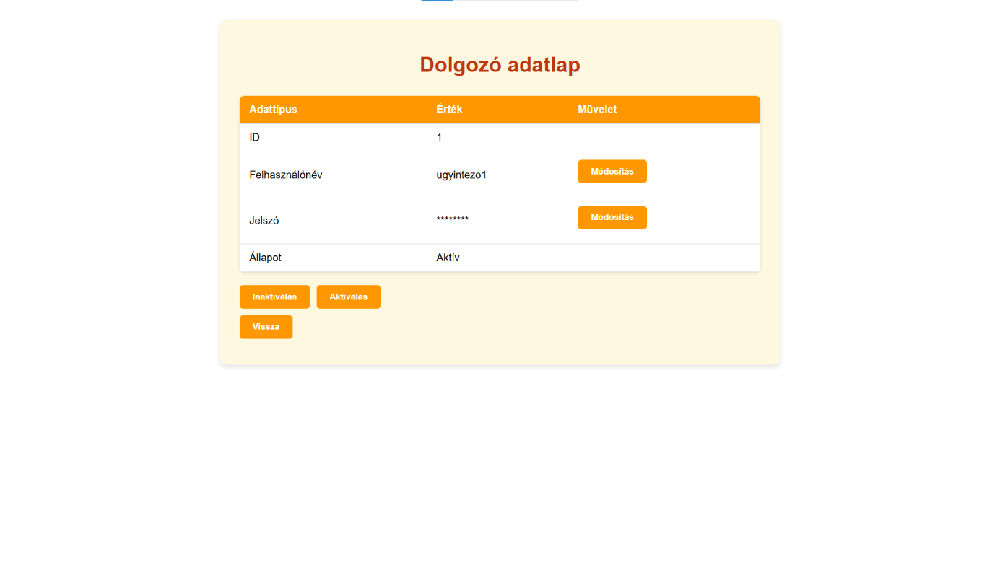 Dolgozó adatlap
Adattípus Érték Művelet
ID 1
Felhasználónév ugyintezo1 Módosítás
Jelszó ******** Módosítás
Állapot Aktív
Inaktiválás Aktiválás
Vissza